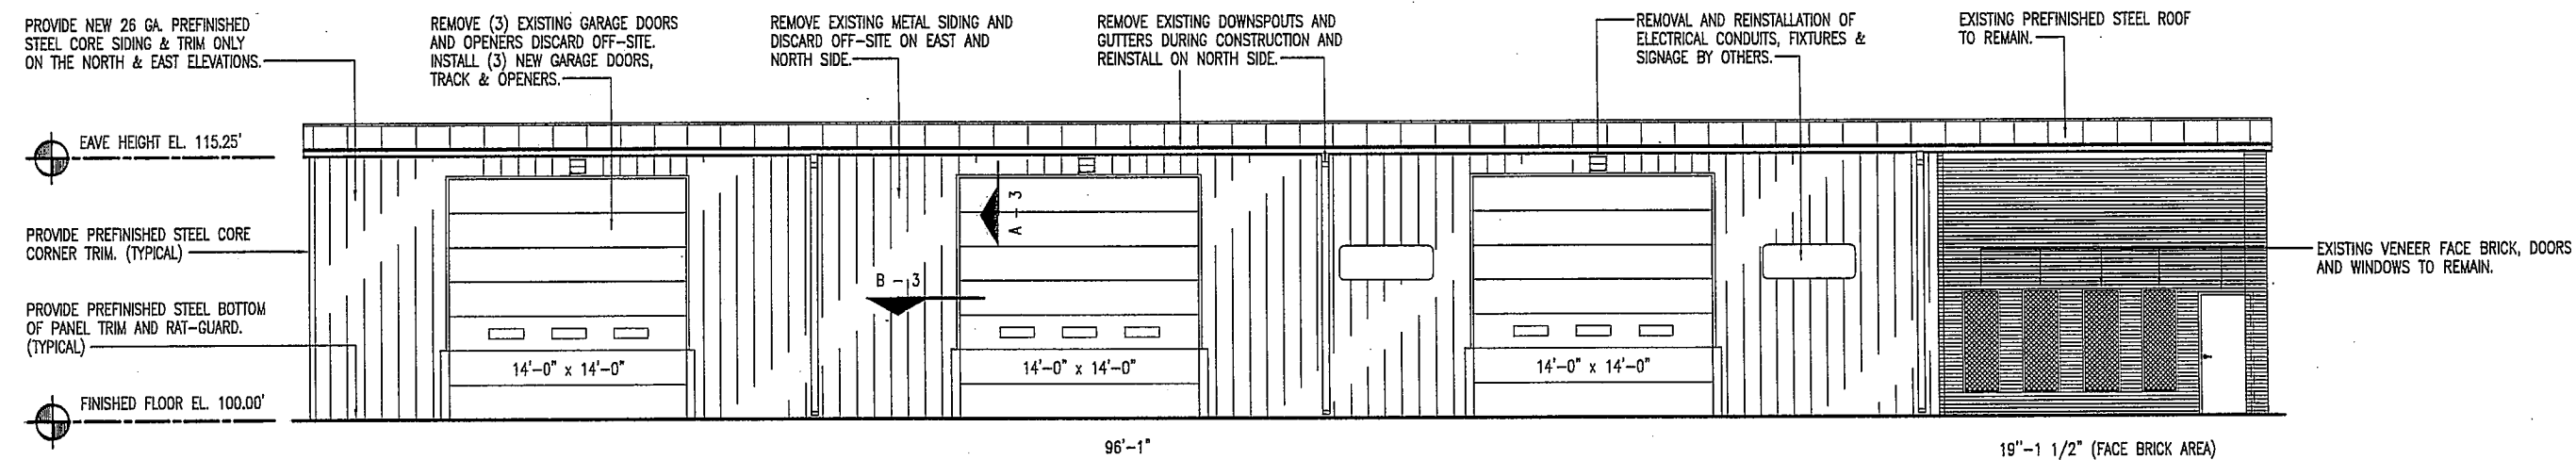 PROVIDE NEW 26 GA. PREFINISHED
STEEL CORE SIDING & TRIM ONLY
ON THE NORTH & EAST ELEVATIONS.
REMOVE (3) EXISTING GARAGE DOORS
AND OPENERS DISCARD OFF-SITE.
INSTALL (3) NEW GARAGE DOORS,
TRACK & OPENERS.
REMOVE EXISTING METAL SIDING AND
DISCARD OFF-SITE ON EAST AND
NORTH SIDE.
REMOVE EXISTING DOWNSPOUTS AND
GUTTERS DURING CONSTRUCTION AND
REINSTALL ON NORTH SIDE.
REMOVAL AND REINSTALLATION OF
ELECTRICAL CONDUITS, FIXTURES &
SIGNAGE BY OTHERS.
EXISTING PREFINISHED STEEL ROOF
TO REMAIN.
EAVE HEIGHT EL. 115.25'
PROVIDE PREFINISHED STEEL CORE
CORNER TRIM. (TYPICAL)
A - 3
B - 3
EXISTING VENEER FACE BRICK, DOORS
AND WINDOWS TO REMAIN.
PROVIDE PREFINISHED STEEL BOTTOM
OF PANEL TRIM AND RAT-GUARD.
(TYPICAL)
14'-0" x 14'-0"
14'-0" x 14'-0"
14'-0" x 14'-0"
FINISHED FLOOR EL. 100.00'
96'-1"
19"-1 1/2" (FACE BRICK AREA)